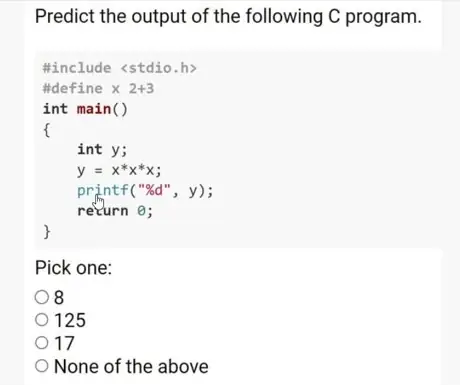 Predict the output of the following C program.
#include <stdio.h>
#define x 2+3
int main()
{
    int y;
    y = x*x*x;
    printf("%d", y);
    return 0;
}
Pick one:
8
125
17
None of the above